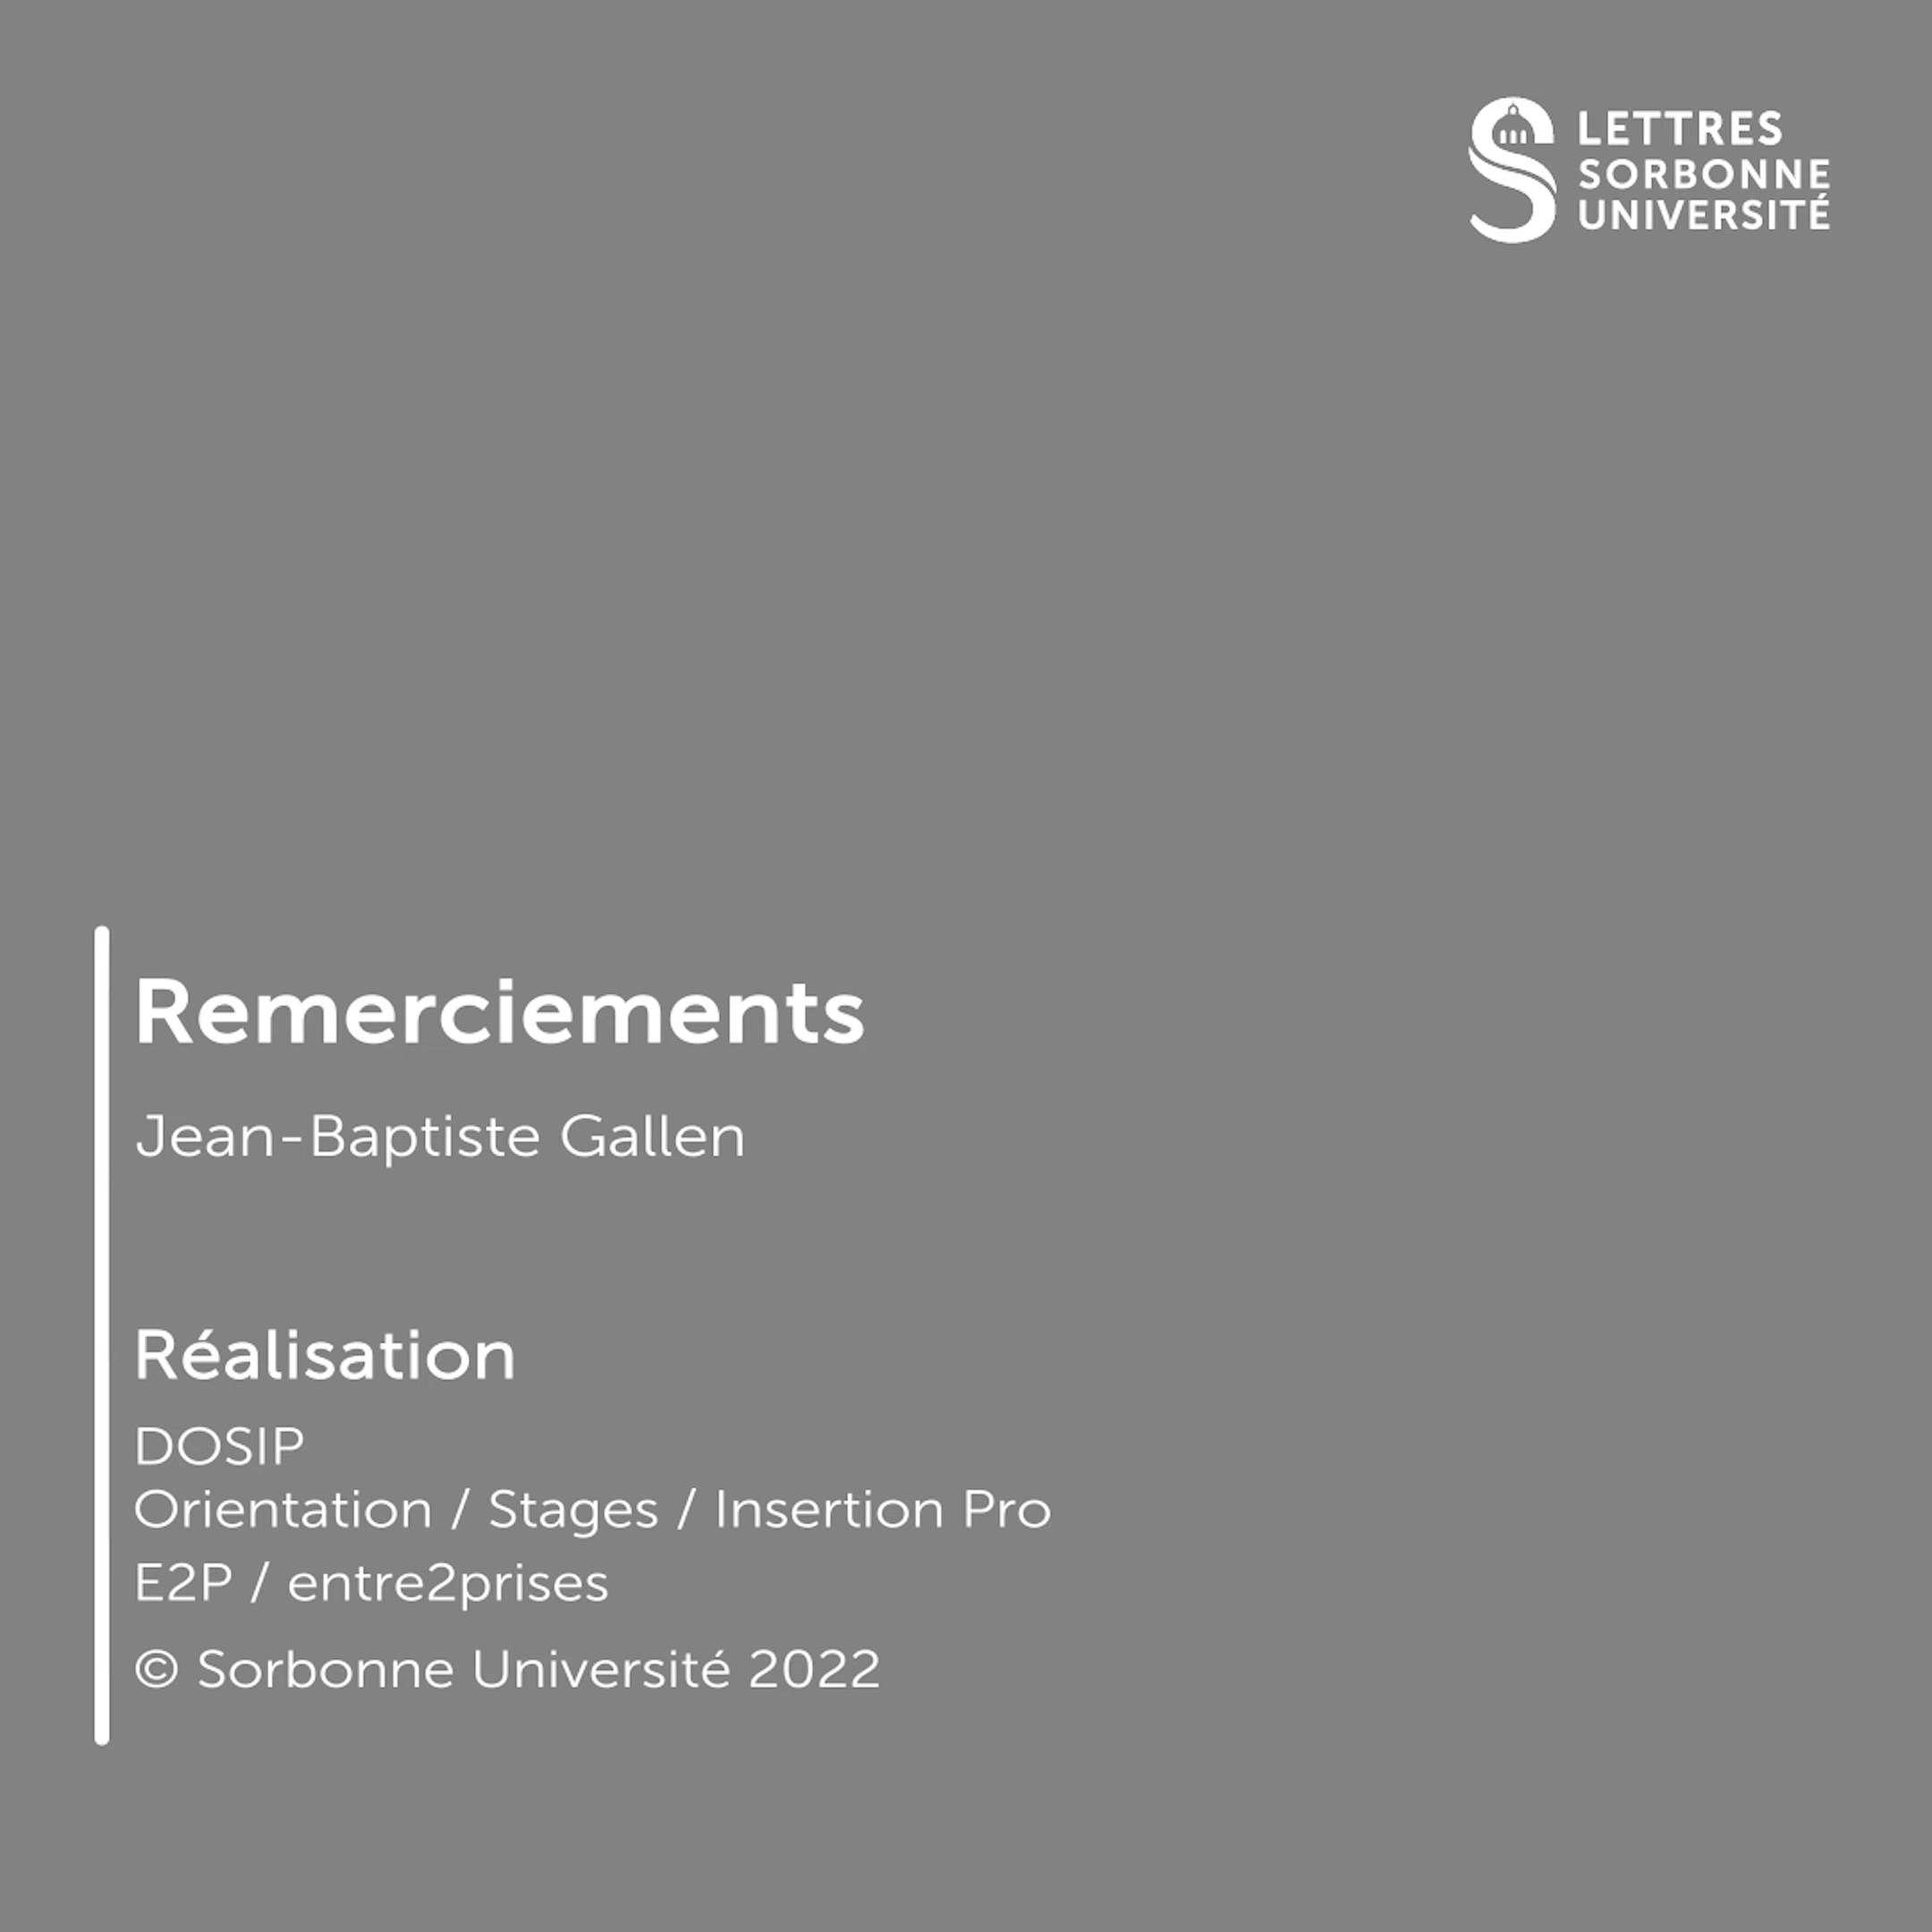 LETTRES
SORBONNE
UNIVERSITÉ
Remerciements
Jean-Baptiste Gallen
Réalisation
DOSIP
Orientation / Stages / Insertion Pro
E2P / entre2prises
© Sorbonne Université 2022